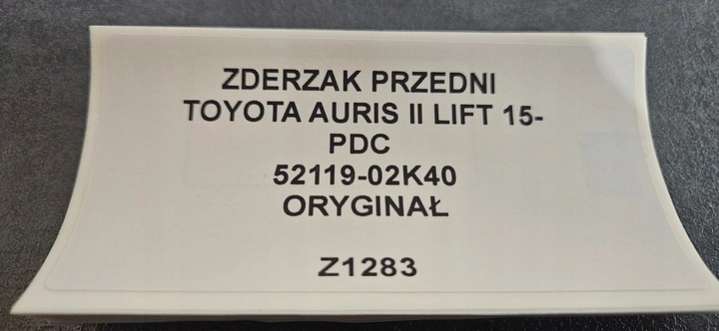 ZDERZAK PRZEDNI
TOYOTA AURIS II LIFT 15-
PDC
52119-02K40
ORYGINAŁ
Z1283